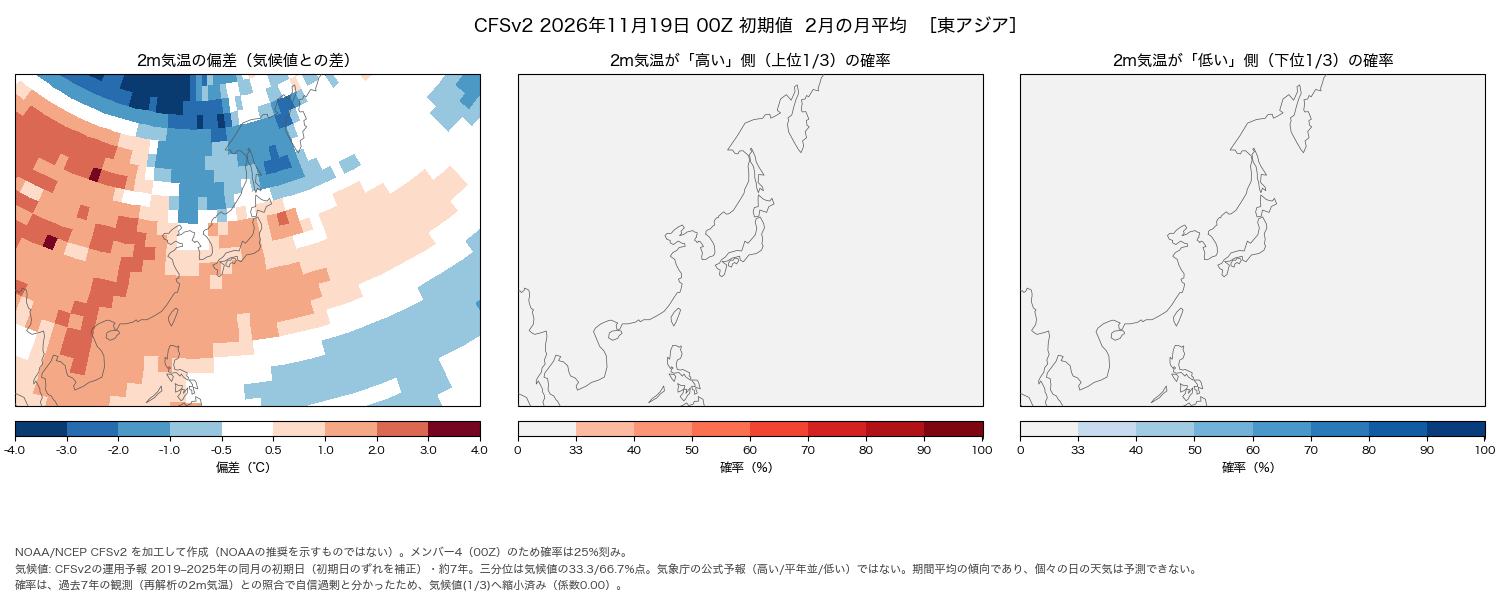 CFSv2 2026年11月19日 00Z 初期値 2月の月平均 ［東アジア］
2m気温の偏差（気候値との差）
2m気温が「高い」側（上位1/3）の確率
2m気温が「低い」側（下位1/3）の確率
-4.0 -3.0 -2.0 -1.0 -0.5 0.5 1.0 2.0 3.0 4.0
偏差（℃）
0 33 40 50 60 70 80 90 100
確率（%）
0 33 40 50 60 70 80 90 100
確率（%）
NOAA/NCEP CFSv2 を加工して作成（NOAAの推奨を示すものではない）。メンバー4（00Z）のため確率は25%刻み。
気候値: CFSv2の運用予報 2019–2025年の同月の初期日（初期日のずれを補正）・約7年。三分位は気候値の33.3/66.7%点。気象庁の公式予報（高い/平年並/低い）ではない。期間平均の傾向であり、個々の日の天気は予測できない。
確率は、過去7年の観測（再解析の2m気温）との照合で自信過剰と分かったため、気候値(1/3)へ縮小済み（係数0.00）。